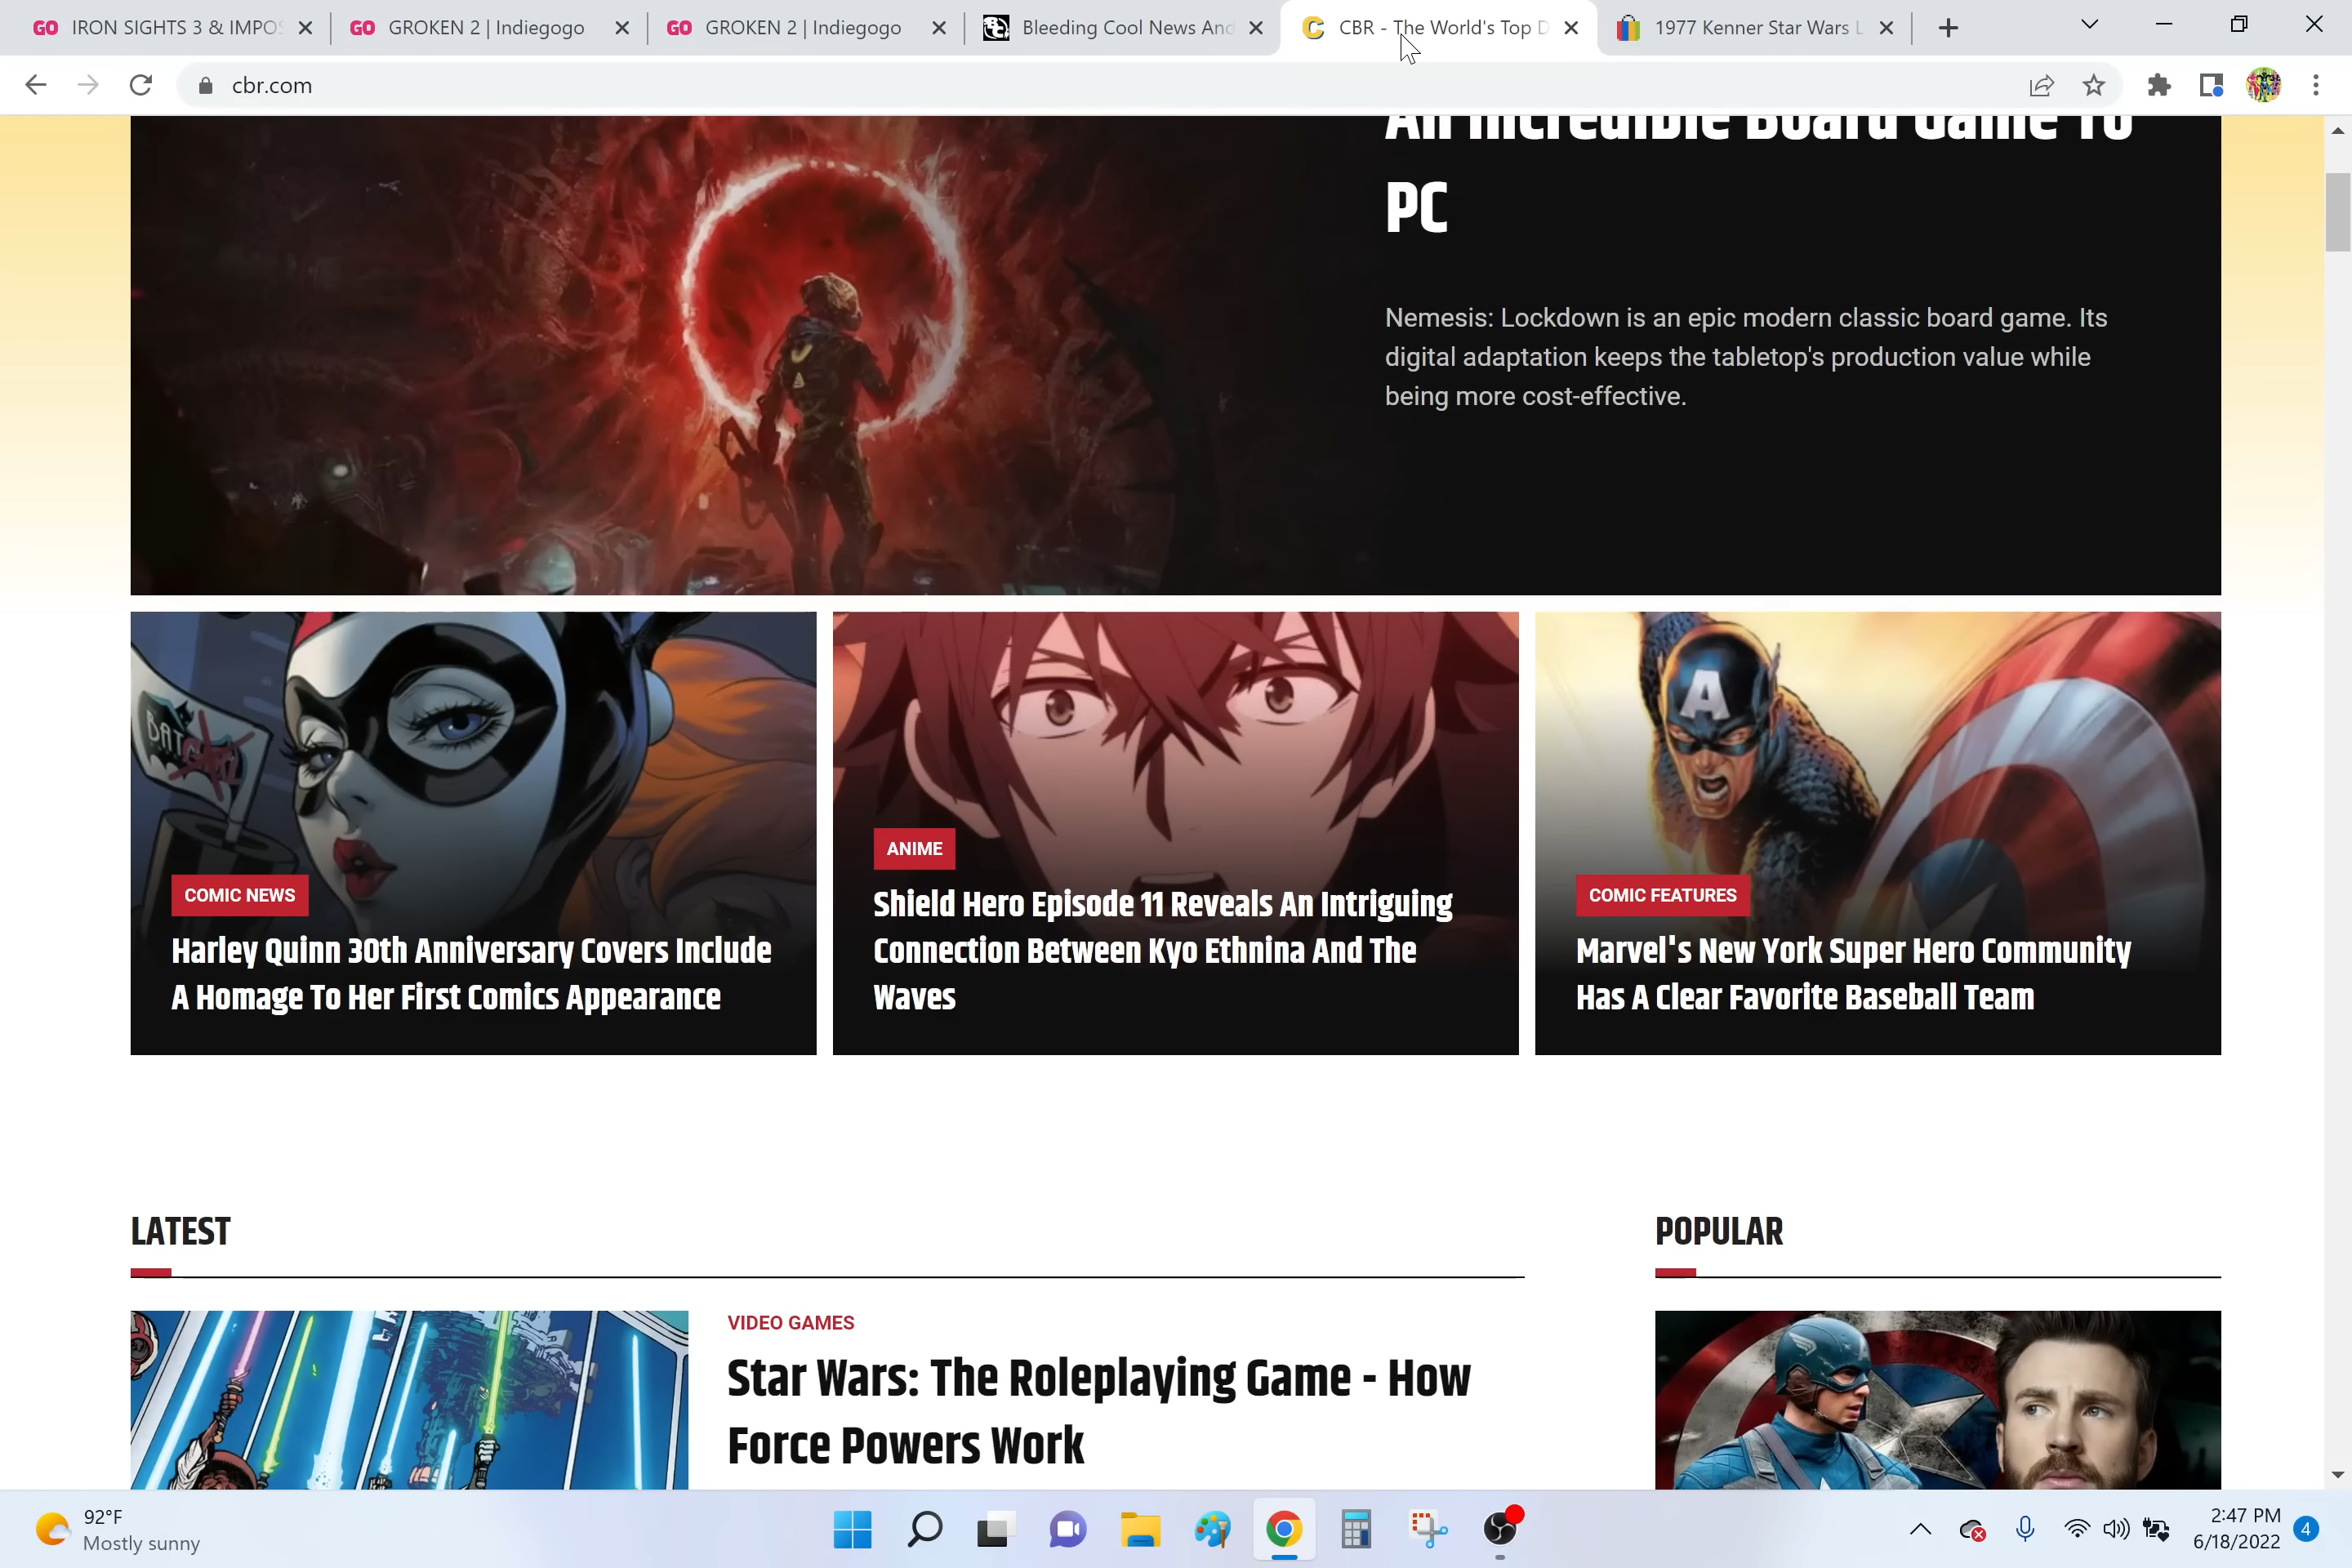 GO IRON SIGHTS 3 & IMPOS
GO GROKEN 2 | Indiegogo
GO GROKEN 2 | Indiegogo
Bleeding Cool News And
C CBR - The World's Top D
1977 Kenner Star Wars L
cbr.com
An Incredible Board Game To
PC
Nemesis: Lockdown is an epic modern classic board game. Its
digital adaptation keeps the tabletop's production value while
being more cost-effective.
COMIC NEWS
Harley Quinn 30th Anniversary Covers Include
A Homage To Her First Comics Appearance
ANIME
Shield Hero Episode 11 Reveals An Intriguing
Connection Between Kyo Ethnina And The
Waves
A
COMIC FEATURES
Marvel's New York Super Hero Community
Has A Clear Favorite Baseball Team
LATEST
POPULAR
VIDEO GAMES
Star Wars: The Roleplaying Game - How
Force Powers Work
92°F
Mostly sunny
2:47 PM
6/18/2022
4